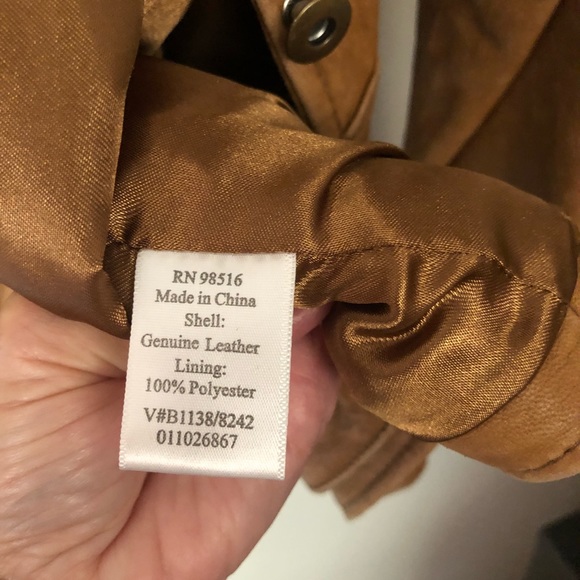 RN 98516
Made in China
Shell:
Genuine Leather
Lining:
100% Polyester
V#B1138/8242
011026867